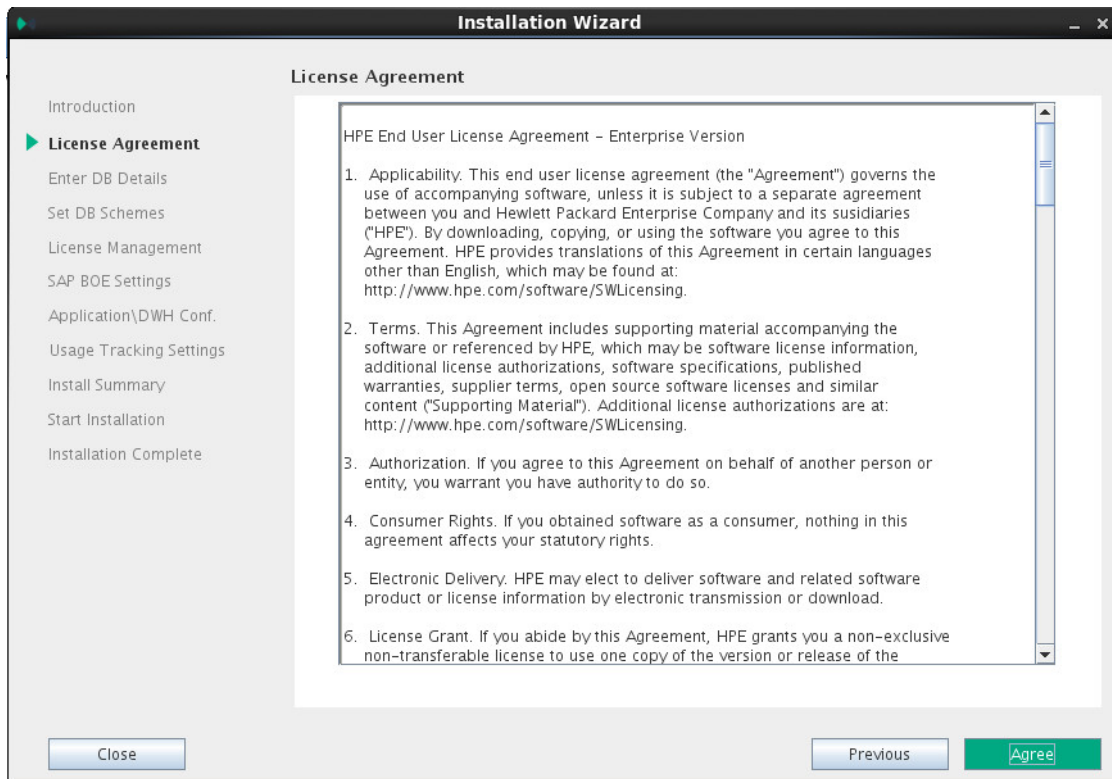 Installation Wizard
License Agreement
Introduction
License Agreement
Enter DB Details
Set DB Schemes
License Management
SAP BOE Settings
Application\DWH Conf.
Usage Tracking Settings
Install Summary
Start Installation
Installation Complete
HPE End User License Agreement – Enterprise Version
1. Applicability. This end user license agreement (the "Agreement") governs the
use of accompanying software, unless it is subject to a separate agreement
between you and Hewlett Packard Enterprise Company and its susidiaries
("HPE"). By downloading, copying, or using the software you agree to this
Agreement. HPE provides translations of this Agreement in certain languages
other than English, which may be found at:
http://www.hpe.com/software/SWLicensing.
2. Terms. This Agreement includes supporting material accompanying the
software or referenced by HPE, which may be software license information,
additional license authorizations, software specifications, published
warranties, supplier terms, open source software licenses and similar
content ("Supporting Material"). Additional license authorizations are at:
http://www.hpe.com/software/SWLicensing.
3. Authorization. If you agree to this Agreement on behalf of another person or
entity, you warrant you have authority to do so.
4. Consumer Rights. If you obtained software as a consumer, nothing in this
agreement affects your statutory rights.
5. Electronic Delivery. HPE may elect to deliver software and related software
product or license information by electronic transmission or download.
6. License Grant. If you abide by this Agreement, HPE grants you a non–exclusive
non–transferable license to use one copy of the version or release of the
Close
Previous
Agree